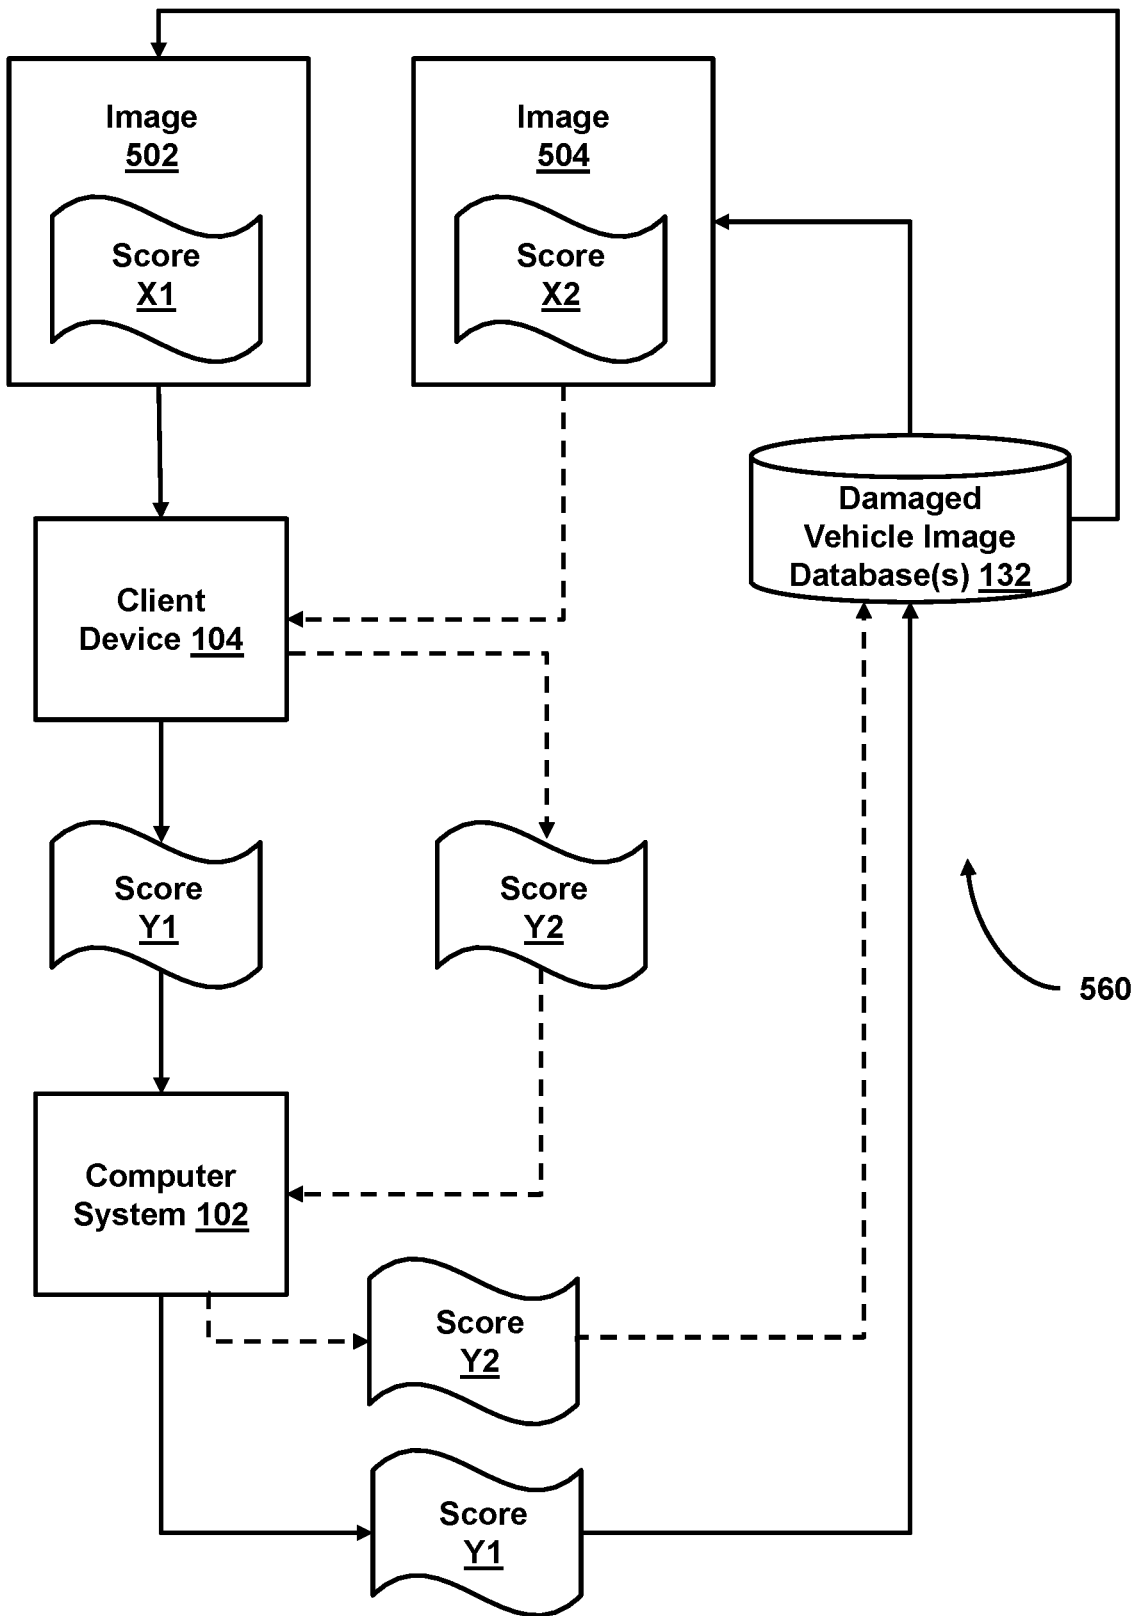 Image
502
Score
X1
Image
504
Score
X2
Damaged
Vehicle Image
Database(s) 132
Client
Device 104
Score
Y1
Score
Y2
560
Computer
System 102
Score
Y2
Score
Y1